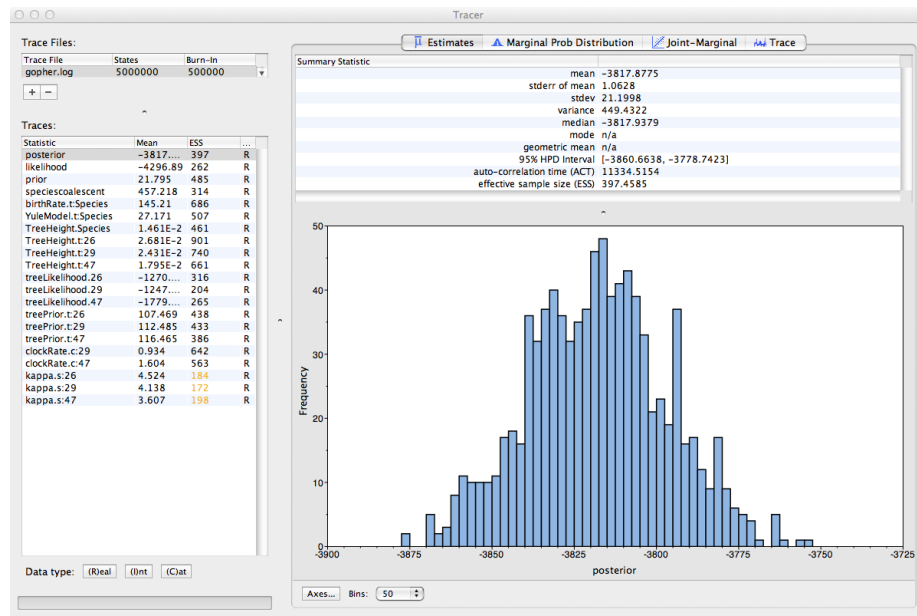 Tracer
Trace Files:
Trace File States Burn-In
gopher.log 5000000 500000
+ −
Traces:
Statistic Mean ESS ...
posterior -3817.... 397 R
likelihood -4296.89 262 R
prior 21.795 485 R
speciescoalescent 457.218 314 R
birthRate.t:Species 145.21 686 R
YuleModel.t:Species 27.171 507 R
TreeHeight.Species 1.461E-2 461 R
TreeHeight.t:26 2.681E-2 901 R
TreeHeight.t:29 2.431E-2 740 R
TreeHeight.t:47 1.795E-2 661 R
treeLikelihood.26 -1270.... 316 R
treeLikelihood.29 -1247.... 204 R
treeLikelihood.47 -1779.... 265 R
treePrior.t:26 107.469 438 R
treePrior.t:29 112.485 433 R
treePrior.t:47 116.465 386 R
clockRate.c:29 0.934 642 R
clockRate.c:47 1.604 563 R
kappa.s:26 4.524 184 R
kappa.s:29 4.138 172 R
kappa.s:47 3.607 198 R
Data type: (R)eal (I)nt (C)at
Estimates Marginal Prob Distribution Joint-Marginal Trace
Summary Statistic
mean -3817.8775
stderr of mean 1.0628
stdev 21.1998
variance 449.4322
median -3817.9379
mode n/a
geometric mean n/a
95% HPD Interval [-3860.6638, -3778.7423]
auto-correlation time (ACT) 11334.5154
effective sample size (ESS) 397.4585
50
40
30
20
10
0
Frequency
-3900 -3875 -3850 -3825 -3800 -3775 -3750 -3725
posterior
Axes... Bins: 50